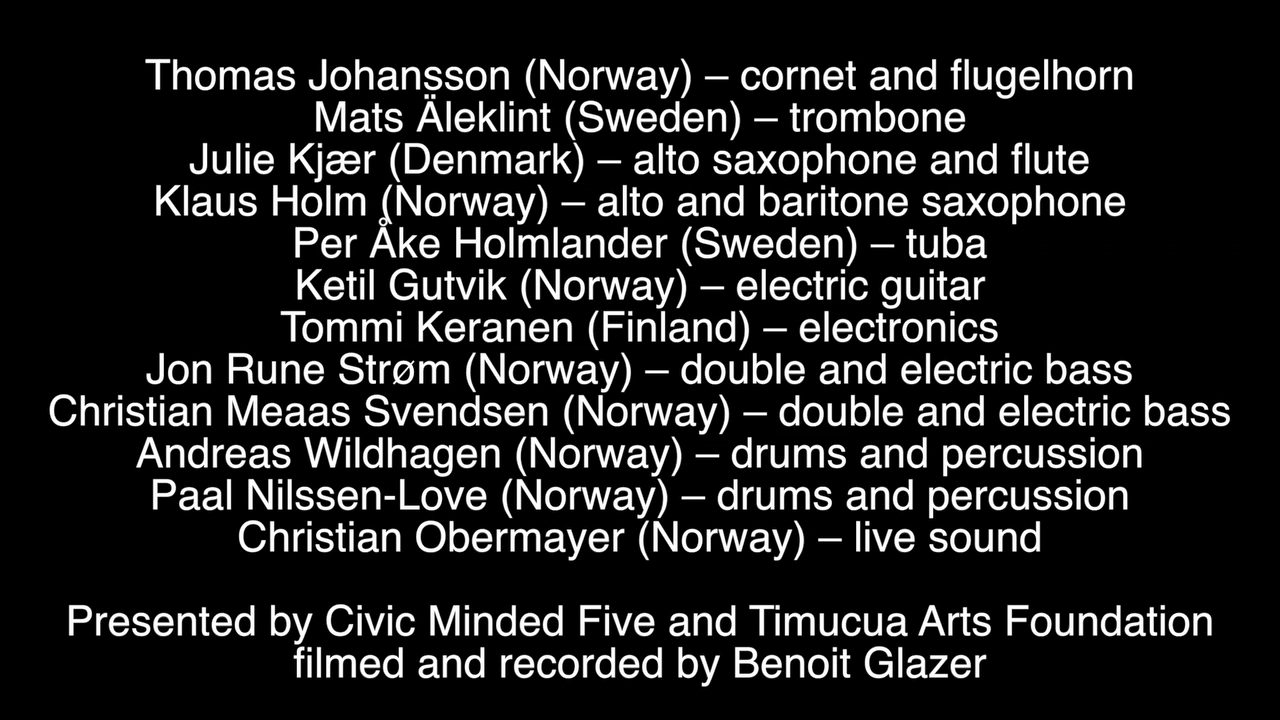 Thomas Johansson (Norway) – cornet and flugelhorn
Mats Äleklint (Sweden) – trombone
Julie Kjær (Denmark) – alto saxophone and flute
Klaus Holm (Norway) – alto and baritone saxophone
Per Åke Holmlander (Sweden) – tuba
Ketil Gutvik (Norway) – electric guitar
Tommi Keranen (Finland) – electronics
Jon Rune Strøm (Norway) – double and electric bass
Christian Meaas Svendsen (Norway) – double and electric bass
Andreas Wildhagen (Norway) – drums and percussion
Paal Nilssen-Love (Norway) – drums and percussion
Christian Obermayer (Norway) – live sound
Presented by Civic Minded Five and Timucua Arts Foundation
filmed and recorded by Benoit Glazer